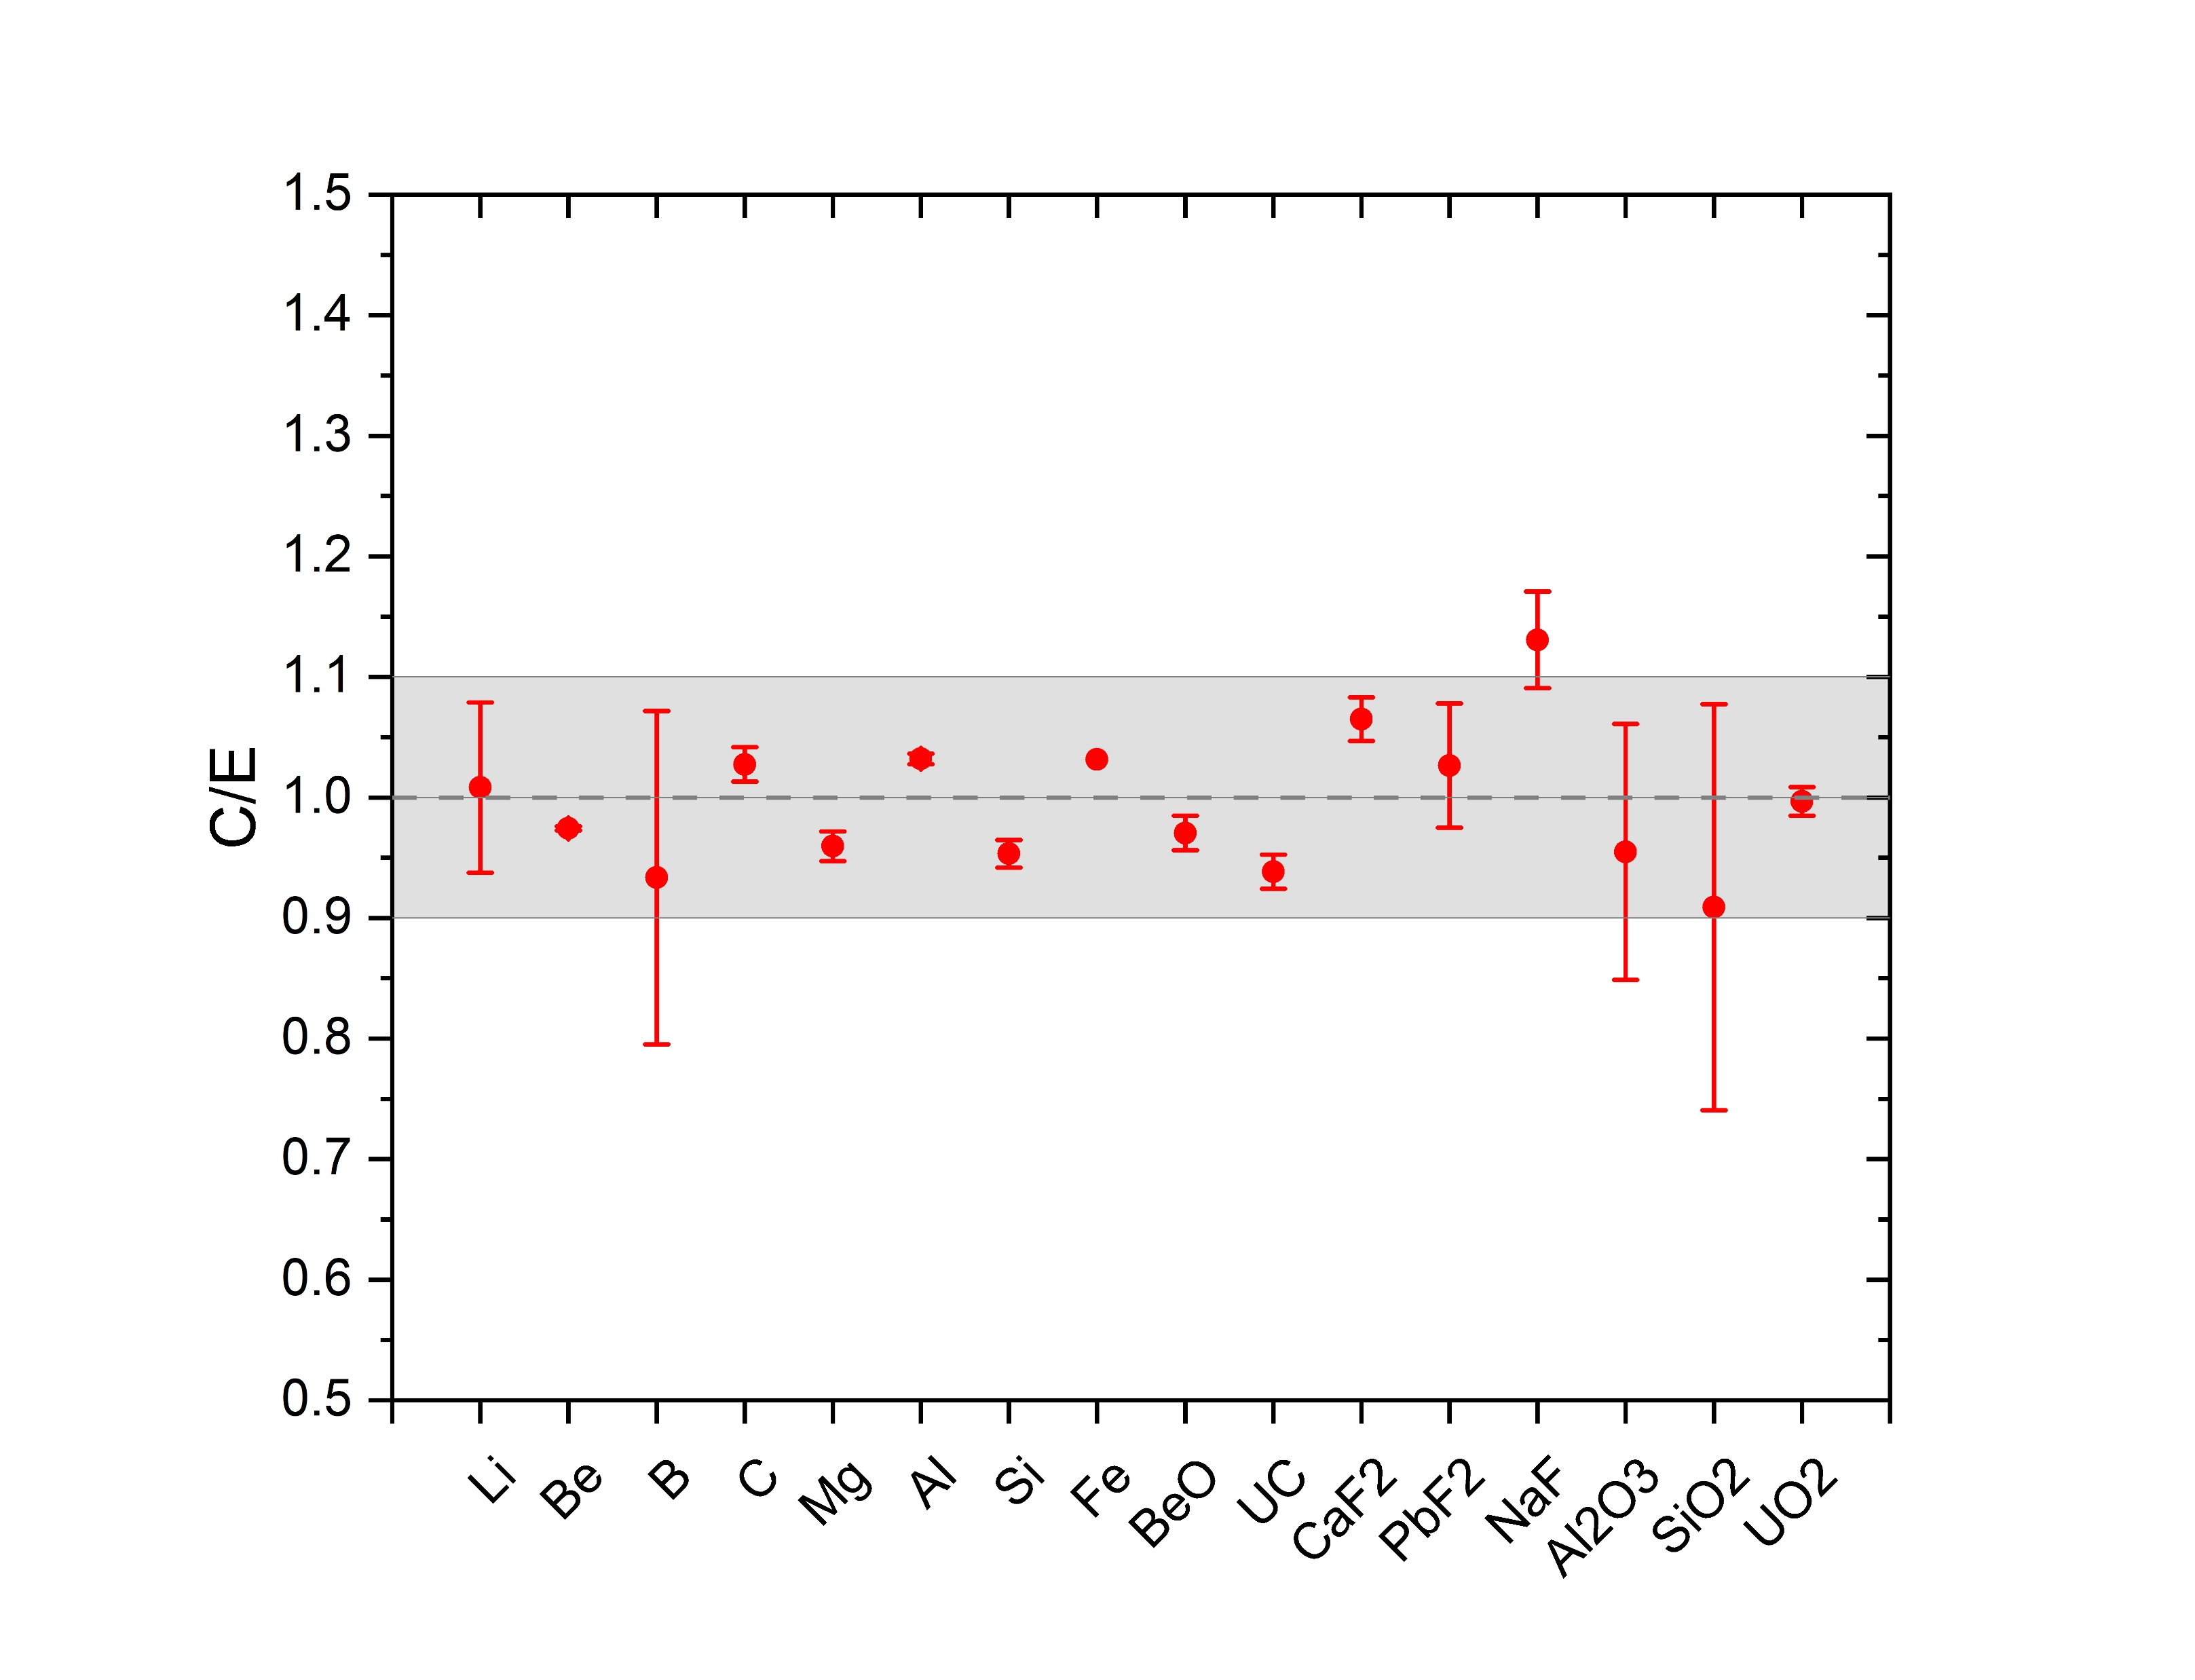 1.5
1.4
1.3
1.2
1.1
1.0
0.9
0.8
0.7
0.6
0.5
C/E
Li
Be
B
C
Mg
Al
Si
Fe
BeO
UC
CaF2
PbF2
NaF
Al2O3
SiO2
UO2